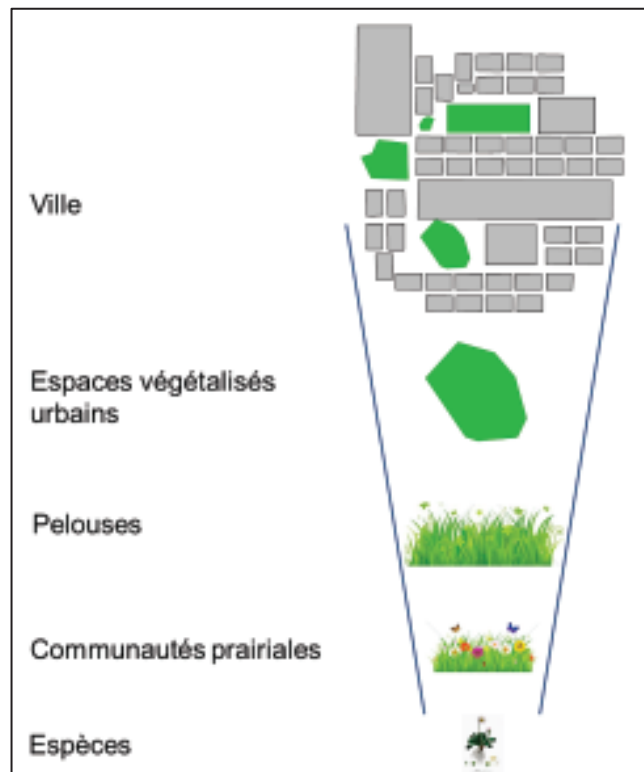 Ville
Espaces végétalisés
urbains
Pelouses
Communautés prairiales
Espèces